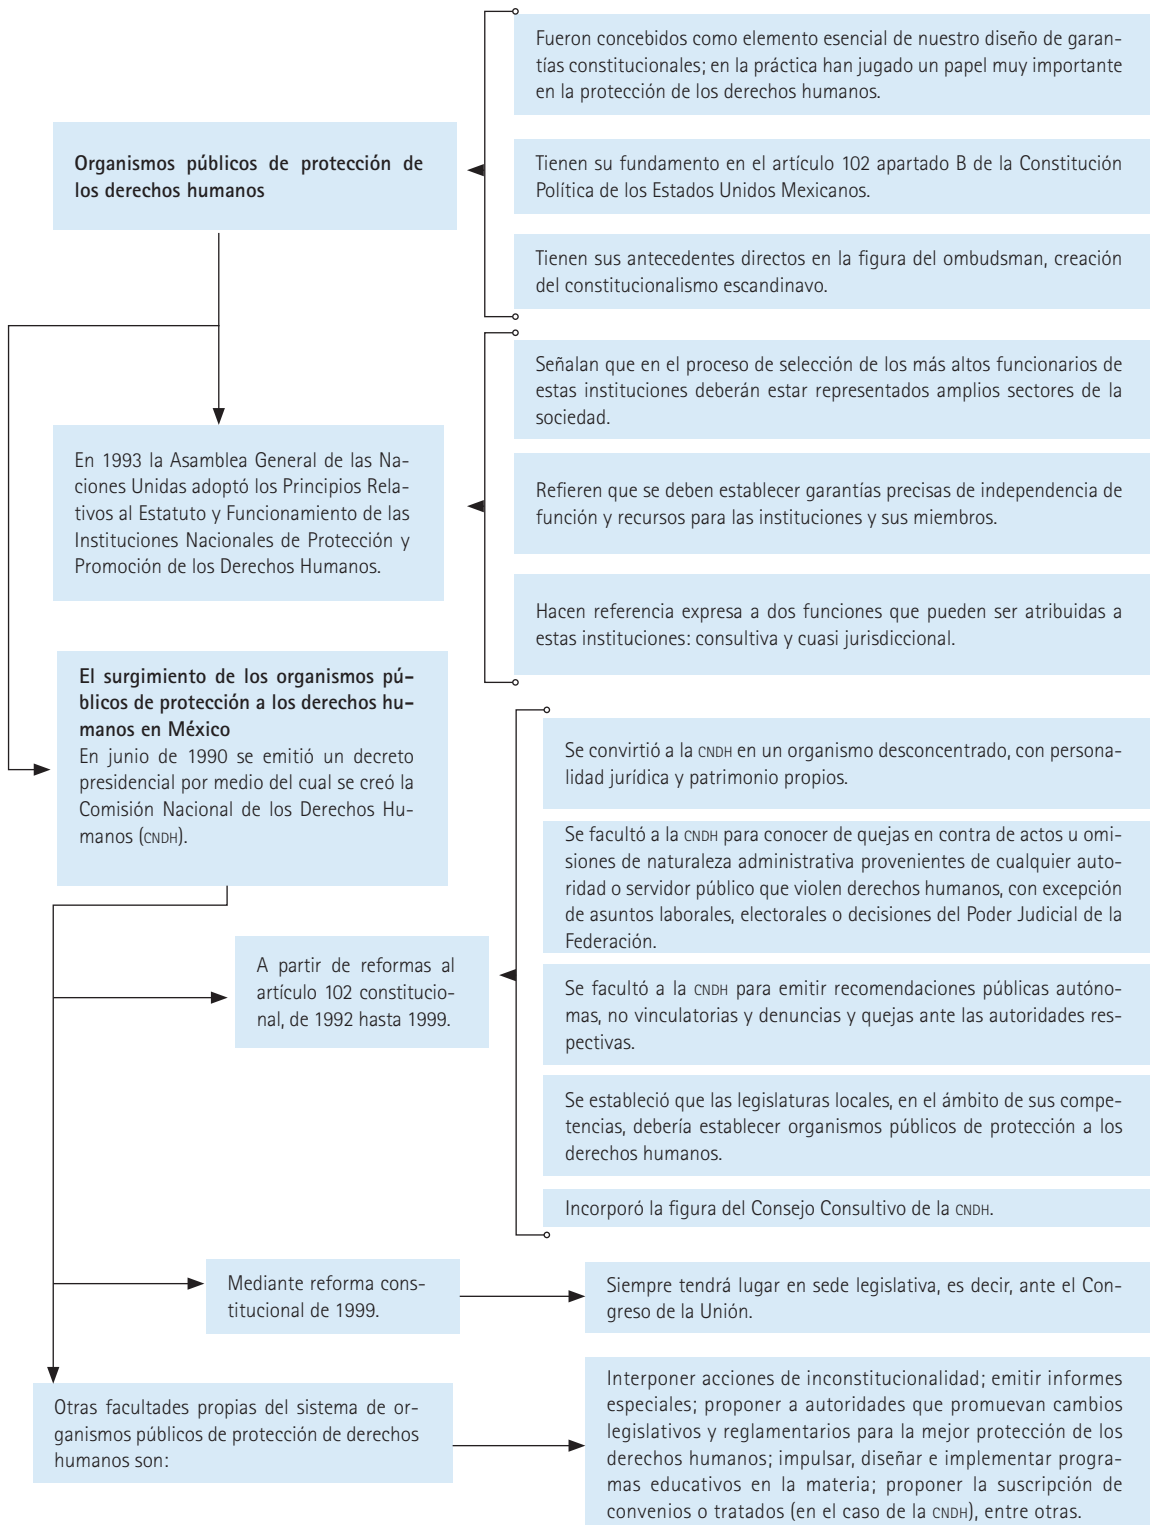 Fueron concebidos como elemento esencial de nuestro diseño de garan-
tías constitucionales; en la práctica han jugado un papel muy importante
en la protección de los derechos humanos.
Organismos públicos de protección de
los derechos humanos
Tienen su fundamento en el artículo 102 apartado B de la Constitución
Política de los Estados Unidos Mexicanos.
Tienen sus antecedentes directos en la figura del ombudsman, creación
del constitucionalismo escandinavo.
Señalan que en el proceso de selección de los más altos funcionarios de
estas instituciones deberán estar representados amplios sectores de la
sociedad.
En 1993 la Asamblea General de las Na-
ciones Unidas adoptó los Principios Rela-
tivos al Estatuto y Funcionamiento de las
Instituciones Nacionales de Protección y
Promoción de los Derechos Humanos.
Refieren que se deben establecer garantías precisas de independencia de
función y recursos para las instituciones y sus miembros.
Hacen referencia expresa a dos funciones que pueden ser atribuidas a
estas instituciones: consultiva y cuasi jurisdiccional.
El surgimiento de los organismos pú-
blicos de protección a los derechos hu-
manos en México
En junio de 1990 se emitió un decreto
presidencial por medio del cual se creó la
Comisión Nacional de los Derechos Hu-
manos (CNDH).
Se convirtió a la CNDH en un organismo desconcentrado, con persona-
lidad jurídica y patrimonio propios.
Se facultó a la CNDH para conocer de quejas en contra de actos u omi-
siones de naturaleza administrativa provenientes de cualquier auto-
ridad o servidor público que violen derechos humanos, con excepción
de asuntos laborales, electorales o decisiones del Poder Judicial de la
Federación.
A partir de reformas al
artículo 102 constitucio-
nal, de 1992 hasta 1999.
Se facultó a la CNDH para emitir recomendaciones públicas autóno-
mas, no vinculatorias y denuncias y quejas ante las autoridades res-
pectivas.
Se estableció que las legislaturas locales, en el ámbito de sus compe-
tencias, debería establecer organismos públicos de protección a los
derechos humanos.
Incorporó la figura del Consejo Consultivo de la CNDH.
Mediante reforma cons-
titucional de 1999.
Siempre tendrá lugar en sede legislativa, es decir, ante el Con-
greso de la Unión.
Otras facultades propias del sistema de or-
ganismos públicos de protección de derechos
humanos son:
Interponer acciones de inconstitucionalidad; emitir informes
especiales; proponer a autoridades que promuevan cambios
legislativos y reglamentarios para la mejor protección de los
derechos humanos; impulsar, diseñar e implementar progra-
mas educativos en la materia; proponer la suscripción de
convenios o tratados (en el caso de la CNDH), entre otras.